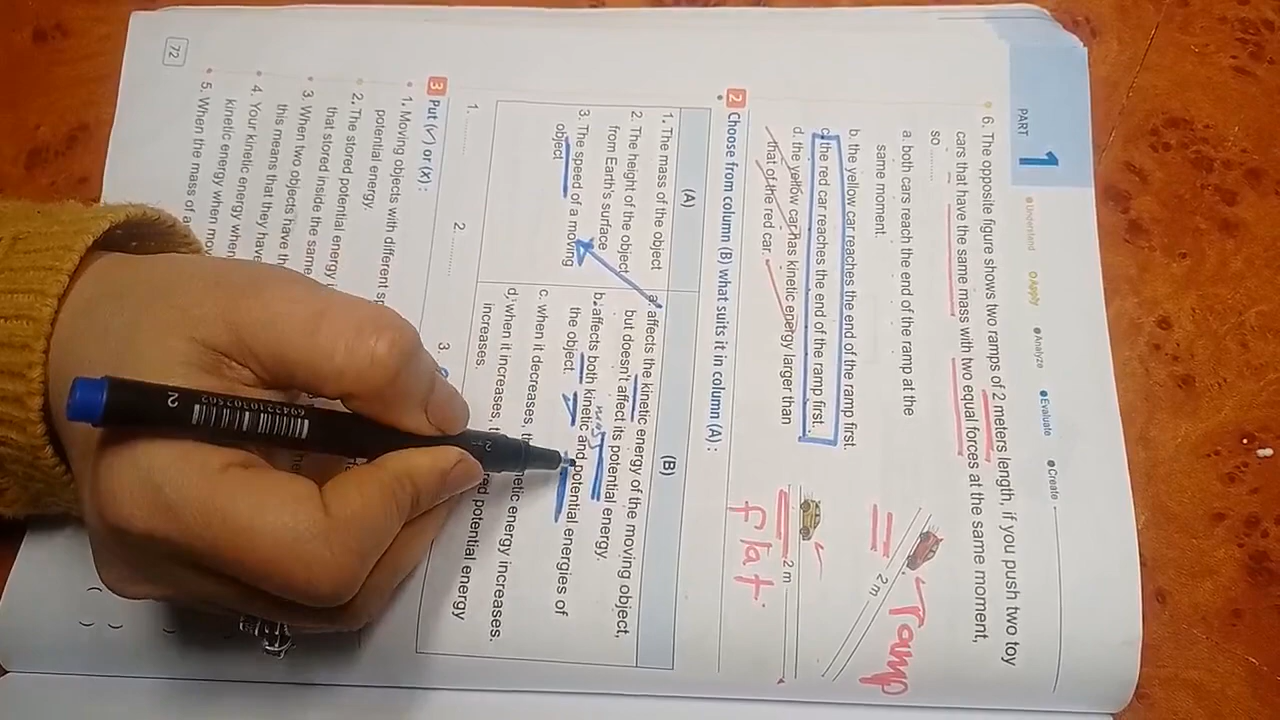 PART 1
Understand Apply Analyze Evaluate Create
6. The opposite figure shows two ramps of 2 meters length, if you push two toy
cars that have the same mass with two equal forces at the same moment,
so ..........
a. both cars reach the end of the ramp at the
same moment.
b. the yellow car reaches the end of the ramp first.
c. the red car reaches the end of the ramp first.
d. the yellow car has kinetic energy larger than
that of the red car.
ramp
2 m
2 m
flat
2 Choose from column (B) what suits it in column (A) :
(A) (B)
1. The mass of the object
2. The height of the object
from Earth's surface
3. The speed of a moving
object
a. affects the kinetic energy of the moving object,
but doesn't affect its potential energy.
b. affects both kinetic and potential energies of
the object.
c. when it decreases, the kinetic energy increases.
d. when it increases, potential energy
increases.
1. .......... 2. .......... 3.
3 Put (✓) or (x) :
1. Moving objects with different
potential energy.
2. The stored potential energy
that stored inside the same
3. When two objects have
this means that they have
4. Your kinetic energy when
kinetic energy when
5. When the mass of a
72